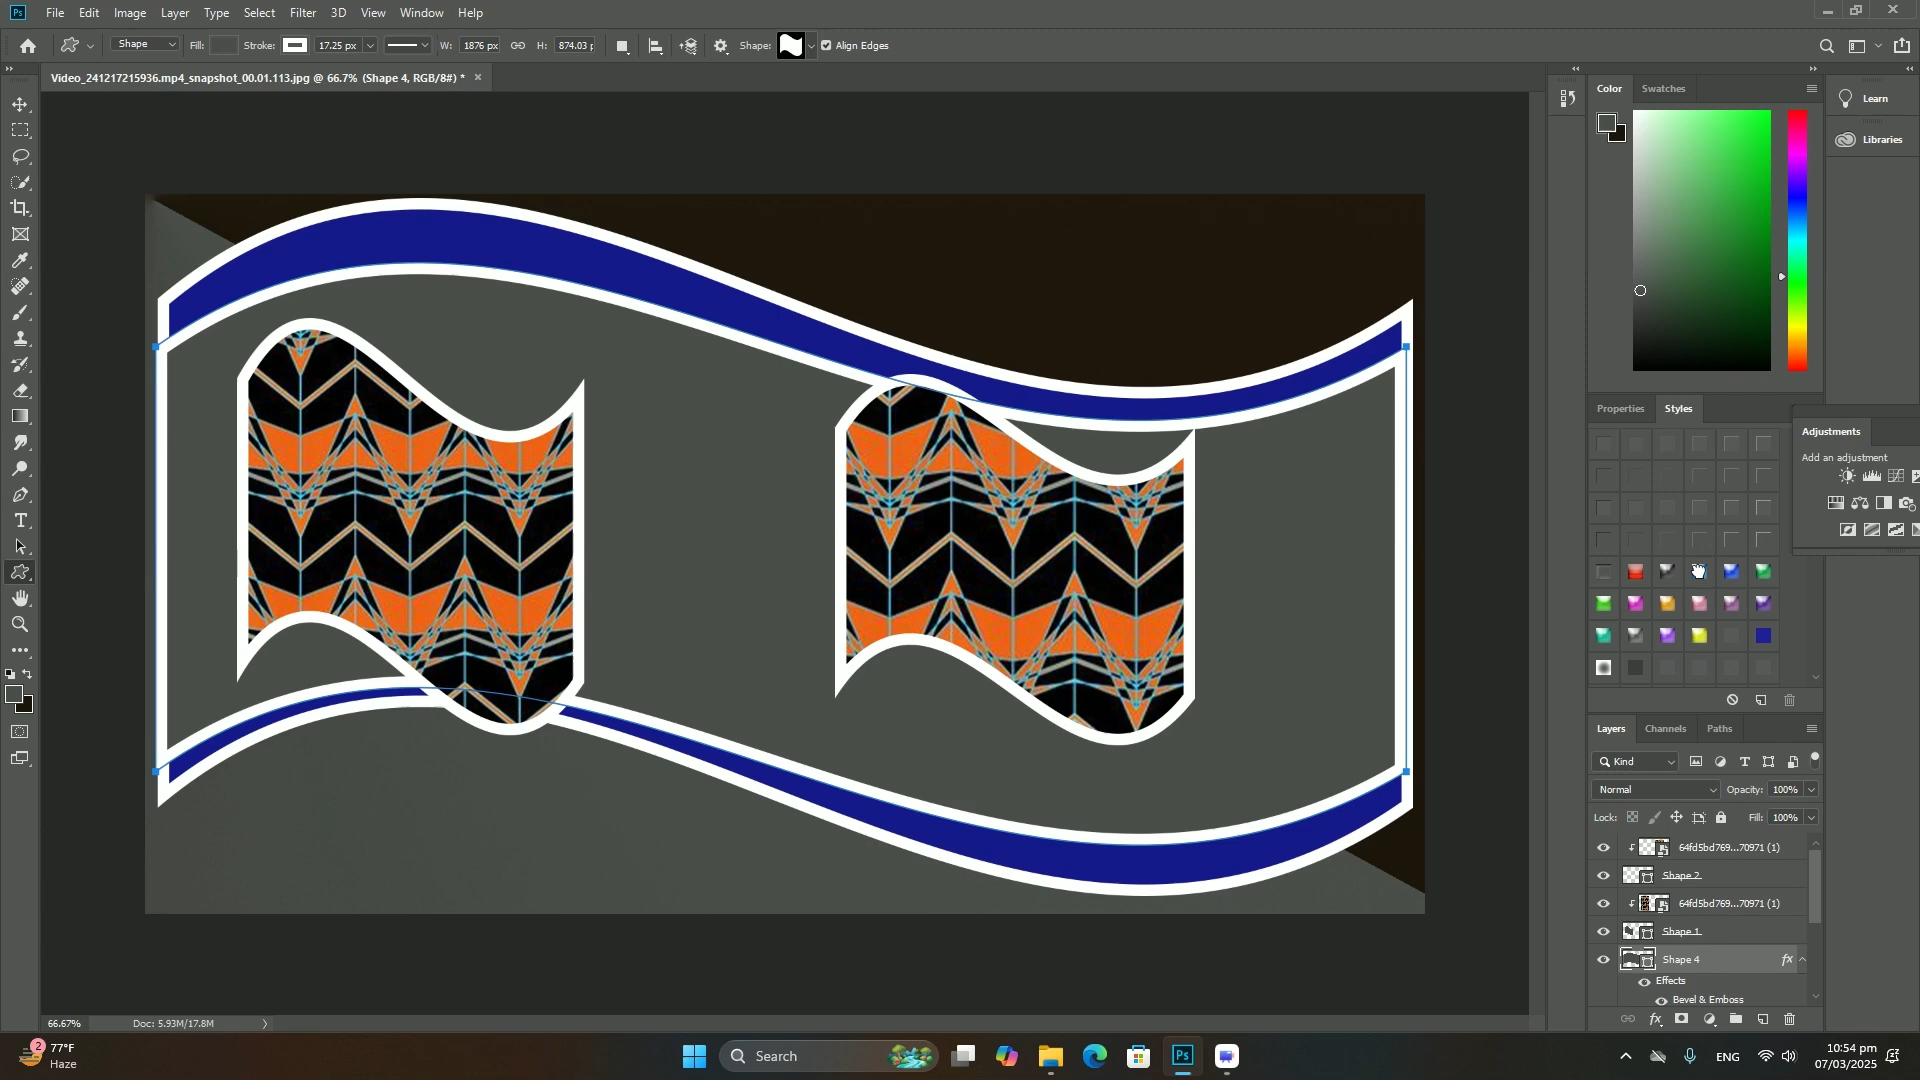 Ps File Edit Image Layer Type Select Filter 3D View Window Help
Shape Fill: Stroke: 17.25 px W: 1876 px H: 874.03 p Shape: Align Edges
Video_241217215936.mp4_snapshot_00.01.113.jpg @ 66.7% (Shape 4, RGB/8#) *
Color Swatches
Learn
Libraries
Properties Styles
Adjustments
Add an adjustment
Layers Channels Paths
Kind
Normal Opacity: 100%
Lock: Fill: 100%
64fd5bd769...70971 (1)
Shape 2
64fd5bd769...70971 (1)
Shape 1
Shape 4 fx
Effects
Bevel & Emboss
66.67% Doc: 5.93M/17.8M
2
77°F
Haze
Search
Ps
ENG
10:54 pm
07/03/2025